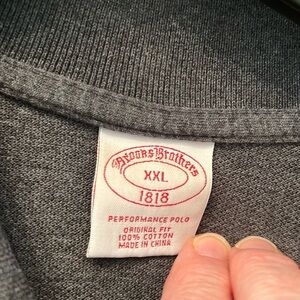 Brooks Brothers
XXL
1818
PERFORMANCE POLO
ORIGINAL FIT
100% COTTON
MADE IN CHINA